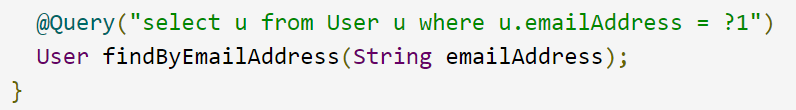 @Query("select u from User u where u.emailAddress = ?1")
User findByEmailAddress(String emailAddress);
}